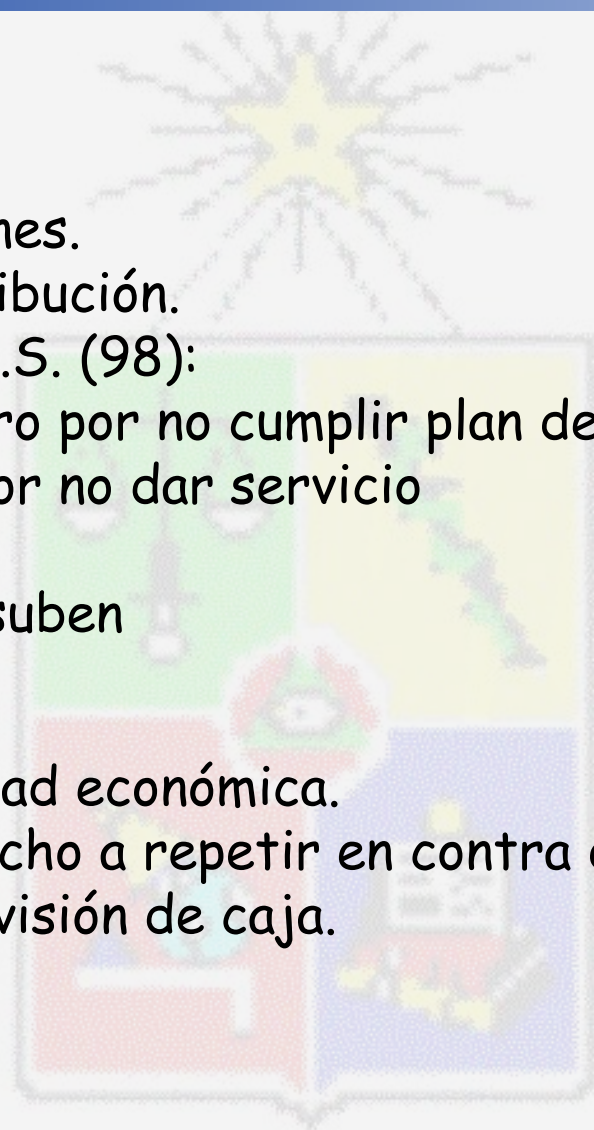 nes.
ibución.
.S. (98):
ro por no cumplir plan de
or no dar servicio
suben
ad económica.
cho a repetir en contra
visión de caja.